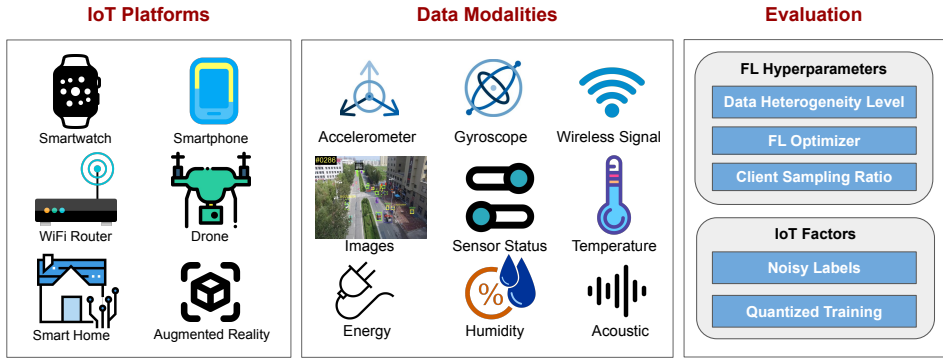 IoT Platforms
Smartwatch
Smartphone
WiFi Router
Drone
Smart Home
Augmented Reality
Data Modalities
Accelerometer
Gyroscope
Wireless Signal
#0286
Images
Sensor Status
Temperature
Energy
%
Humidity
Acoustic
Evaluation
FL Hyperparameters
Data Heterogeneity Level
FL Optimizer
Client Sampling Ratio
IoT Factors
Noisy Labels
Quantized Training